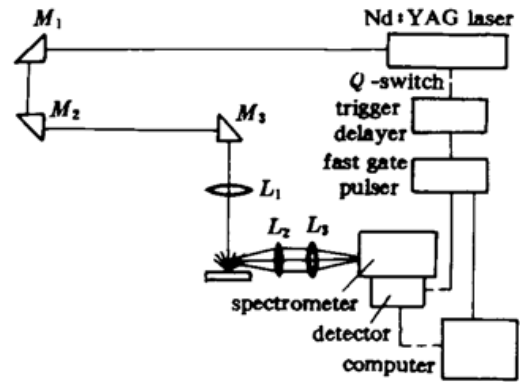 M1
Nd:YAG laser
Q-switch
M2
M3
trigger
delayer
fast gate
pulser
L1
L2
L3
spectrometer
detector
computer